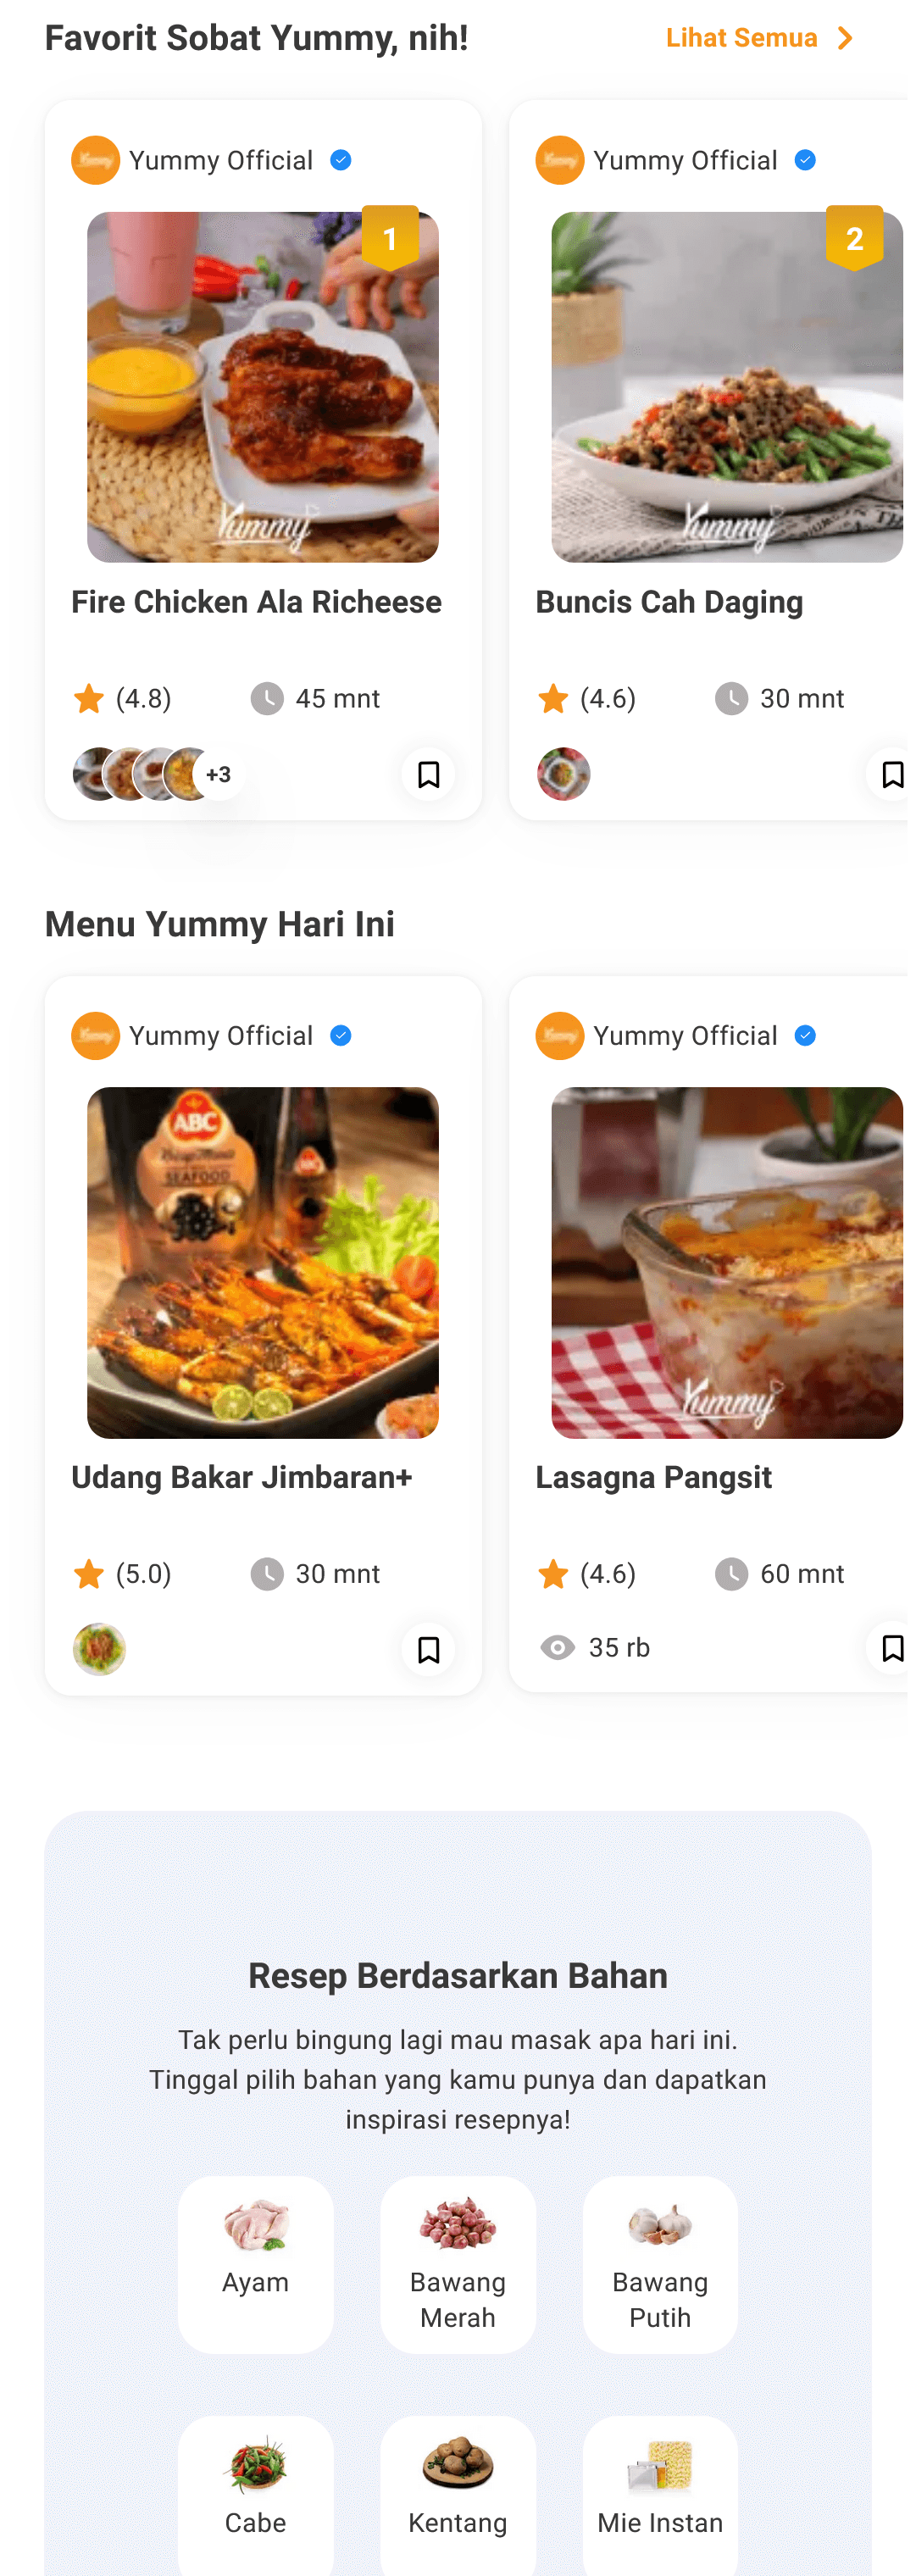 Favorit Sobat Yummy, nih!
Lihat Semua
Yummy Official
Yummy Official
1
2
Yummy
Yummy
Fire Chicken Ala Richeese
Buncis Cah Daging
(4.8)
45 mnt
(4.6)
30 mnt
+3
Menu Yummy Hari Ini
Yummy Official
Yummy Official
ABC
SEAFOOD
Yummy
Udang Bakar Jimbaran+
Lasagna Pangsit
(5.0)
30 mnt
(4.6)
60 mnt
35 rb
Resep Berdasarkan Bahan
Tak perlu bingung lagi mau masak apa hari ini.
Tinggal pilih bahan yang kamu punya dan dapatkan
inspirasi resepnya!
Ayam
Bawang
Merah
Bawang
Putih
Cabe
Kentang
Mie Instan